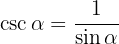 csc α = 1 / sin α